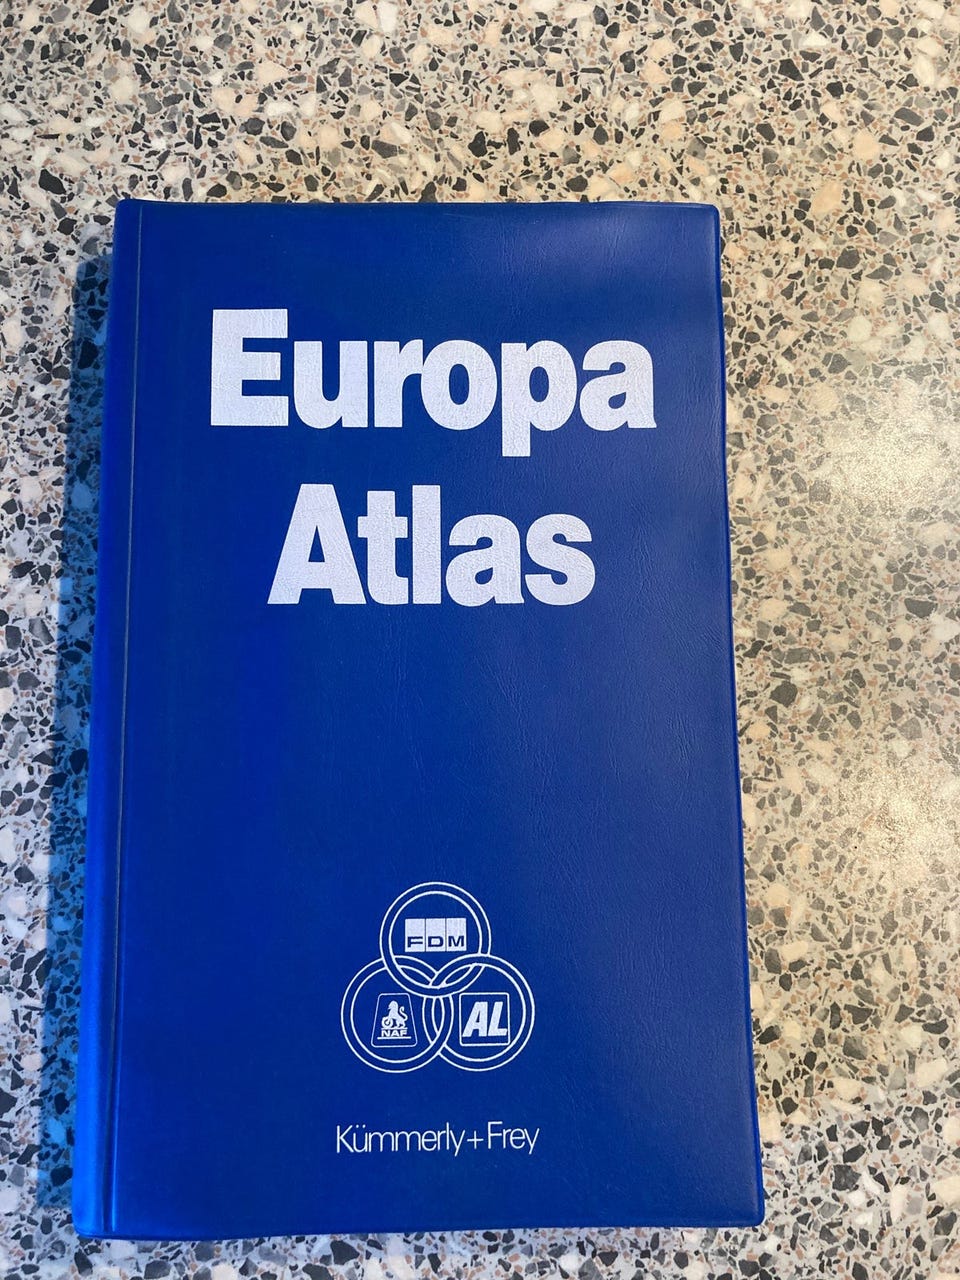 Europa
Atlas
FDM
NAF
AL
Kümmerly+Frey